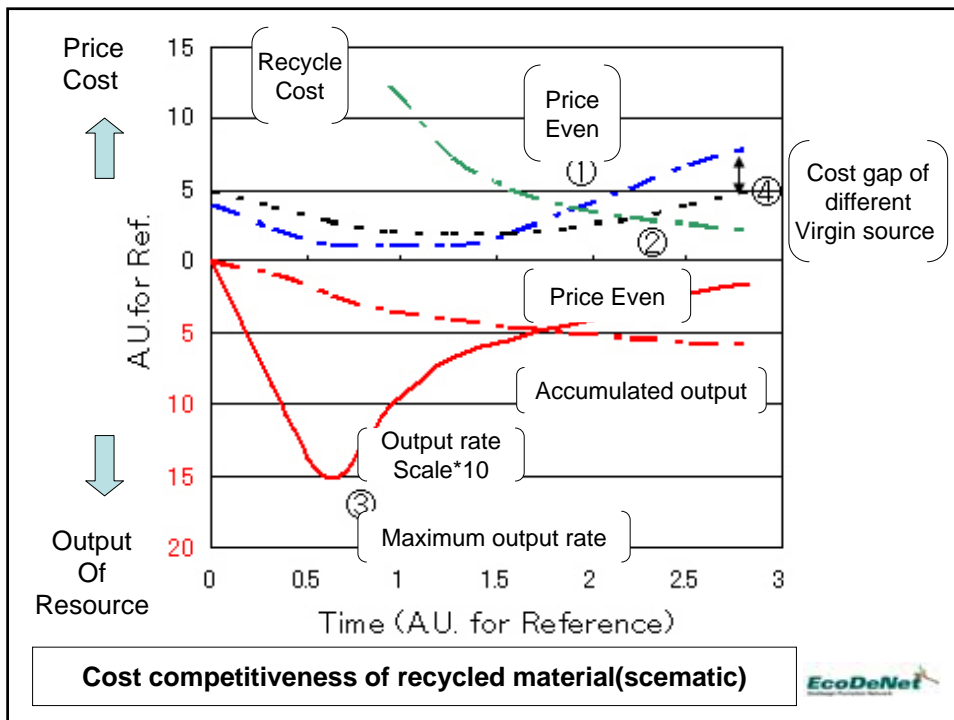 Price
Cost
15
10
5
0
5
10
15
20
A.U.for Ref.
Recycle
Cost
Price
Even
①
②
④
Cost gap of
different
Virgin source
Price Even
Accumulated output
Output rate
Scale*10
③
Maximum output rate
Output
Of
Resource
0 0.5 1 1.5 2 2.5 3
Time (A.U. for Reference)
Cost competitiveness of recycled material(scematic)
EcoDeNet